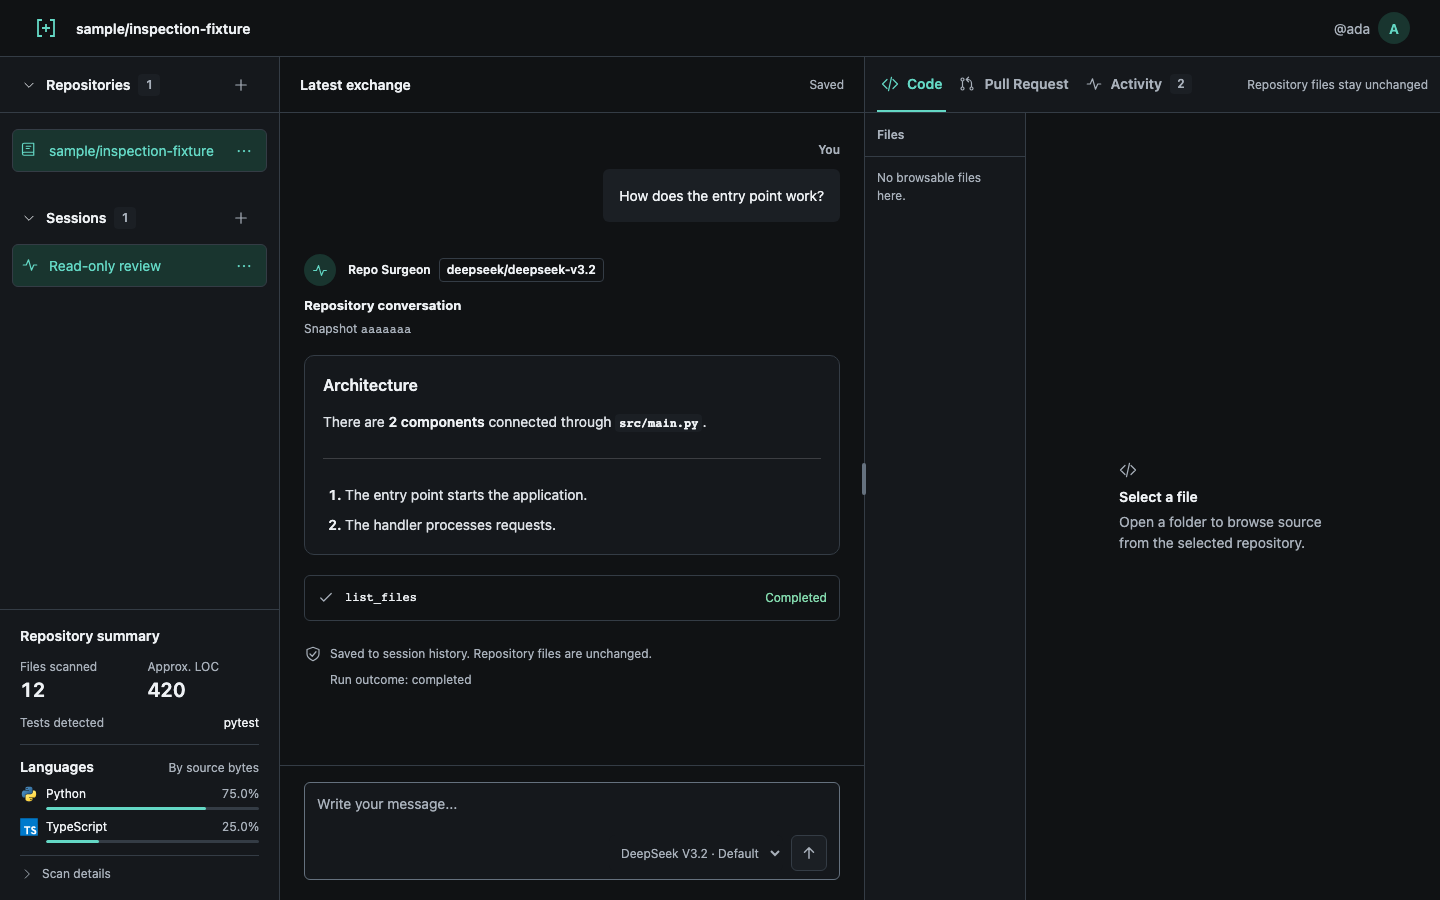 sample/inspection-fixture
@ada A
Repositories 1
sample/inspection-fixture
Sessions 1
Read-only review
Repository summary
Files scanned Approx. LOC
12 420
Tests detected pytest
Languages By source bytes
Python 75.0%
TS TypeScript 25.0%
Scan details
Latest exchange Saved
You
How does the entry point work?
Repo Surgeon deepseek/deepseek-v3.2
Repository conversation
Snapshot aaaaaaa
Architecture
There are 2 components connected through src/main.py.
1. The entry point starts the application.
2. The handler processes requests.
list_files Completed
Saved to session history. Repository files are unchanged.
Run outcome: completed
Write your message...
DeepSeek V3.2 · Default
Code Pull Request Activity 2 Repository files stay unchanged
Files
No browsable files
here.
Select a file
Open a folder to browse source
from the selected repository.